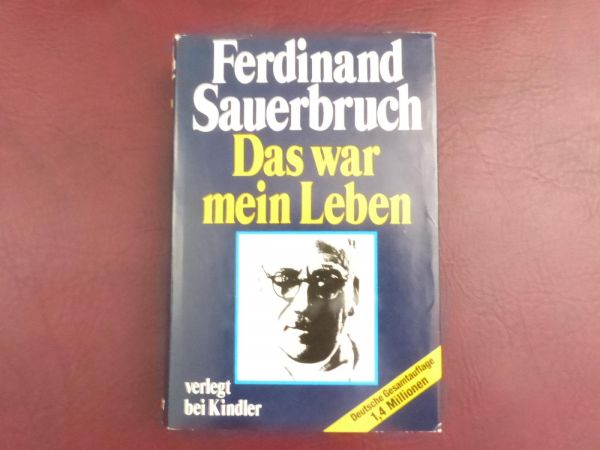 Ferdinand
Sauerbruch
Das war
mein Leben
verlegt
bei Kindler
Deutsche Gesamtauflage
1,4 Millionen